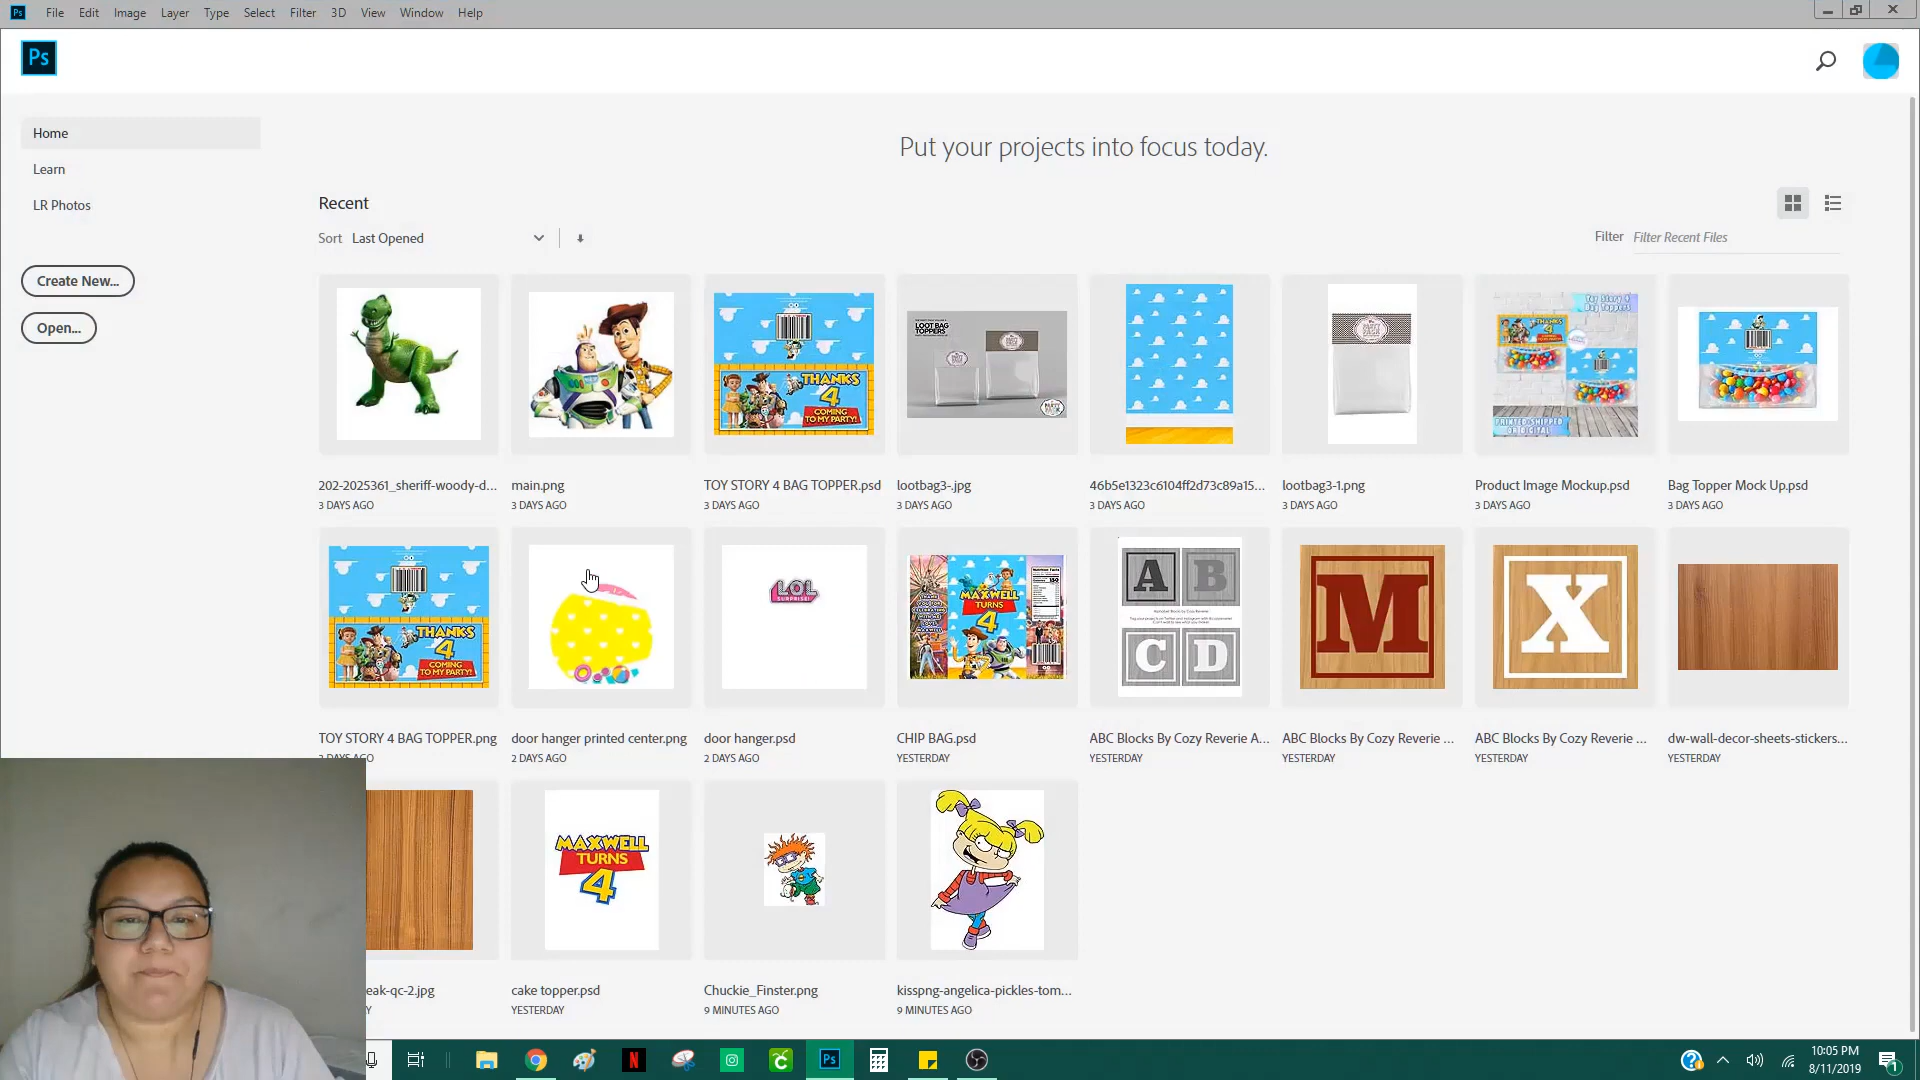 Ps File Edit Image Layer Type Select Filter 3D View Window Help
Ps
Home
Learn
LR Photos
Create New...
Open...
Put your projects into focus today.
Recent
Sort Last Opened
Filter Filter Recent Files
THANKS
4
COMING
TO MY PARTY!
LOOT BAG
TOPPERS
202-2025361_sheriff-woody-d...
3 DAYS AGO
main.png
3 DAYS AGO
TOY STORY 4 BAG TOPPER.psd
3 DAYS AGO
lootbag3-.jpg
3 DAYS AGO
46b5e1323c6104ff2d73c89a15...
3 DAYS AGO
lootbag3-1.png
3 DAYS AGO
Product Image Mockup.psd
3 DAYS AGO
Bag Topper Mock Up.psd
3 DAYS AGO
THANKS
4
COMING
TO MY PARTY!
LOL
SURPRISE!
MAXWELL
TURNS
4
A B
C D
M
X
TOY STORY 4 BAG TOPPER.png
door hanger printed center.png
2 DAYS AGO
door hanger.psd
2 DAYS AGO
CHIP BAG.psd
YESTERDAY
ABC Blocks By Cozy Reverie A...
YESTERDAY
ABC Blocks By Cozy Reverie ...
YESTERDAY
ABC Blocks By Cozy Reverie ...
YESTERDAY
dw-wall-decor-sheets-stickers...
YESTERDAY
MAXWELL
TURNS
4
eak-qc-2.jpg
Y
cake topper.psd
YESTERDAY
Chuckie_Finster.png
9 MINUTES AGO
kisspng-angelica-pickles-tom...
9 MINUTES AGO
N
Ps
10:05 PM
8/11/2019
1